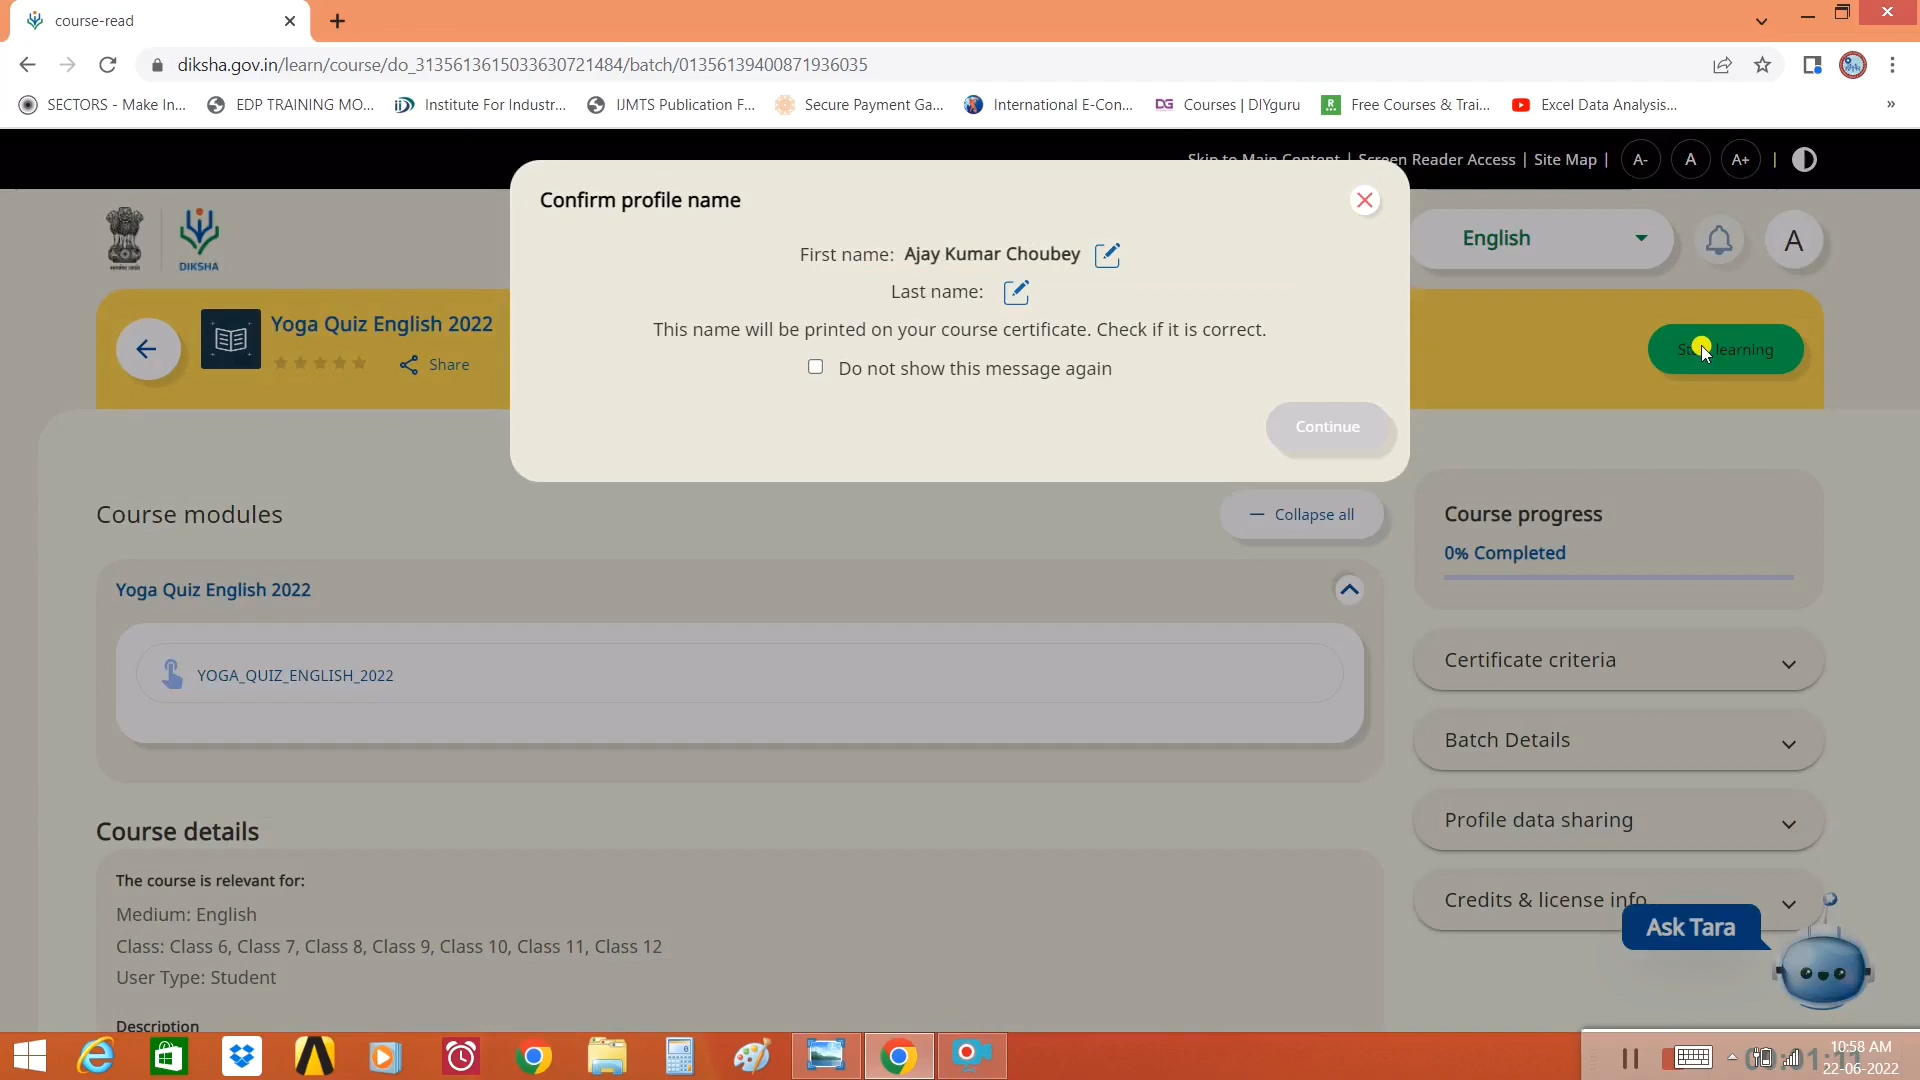 course-read
diksha.gov.in/learn/course/do_3135613615033630721484/batch/01356139400871936035
SECTORS - Make In... EDP TRAINING MO... Institute For Industr... IJMTS Publication F... Secure Payment Ga... International E-Con... DG Courses | DIYguru R Free Courses & Trai... Excel Data Analysis... »
Skip to Main Content | Screen Reader Access | Site Map | A- A A+ |
Confirm profile name
First name: Ajay Kumar Choubey
Last name:
This name will be printed on your course certificate. Check if it is correct.
Do not show this message again
Continue
DIKSHA
English
A
Yoga Quiz English 2022
Share
learning
Course modules
Collapse all
Yoga Quiz English 2022
YOGA_QUIZ_ENGLISH_2022
Course progress
0% Completed
Certificate criteria
Batch Details
Profile data sharing
Credits & license info
Ask Tara
Course details
The course is relevant for:
Medium: English
Class: Class 6, Class 7, Class 8, Class 9, Class 10, Class 11, Class 12
User Type: Student
Description
10:58 AM
22-06-2022